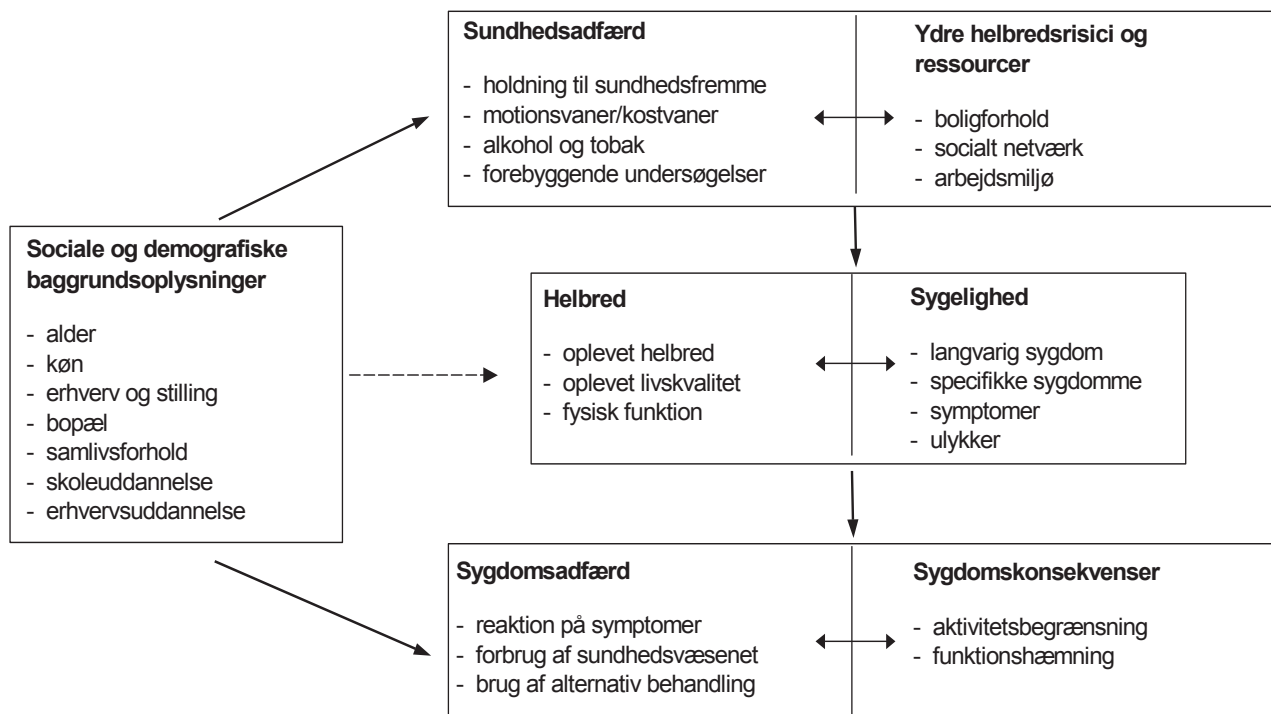 Sundhedsadfærd
- holdning til sundhedsfremme
- motionsvaner/kostvaner
- alkohol og tobak
- forebyggende undersøgelser
Ydre helbredsrisici og
ressourcer
- boligforhold
- socialt netværk
- arbejdsmiljø
Sociale og demografiske
baggrundsoplysninger
- alder
- køn
- erhverv og stilling
- bopæl
- samlivsforhold
- skoleuddannelse
- erhvervsuddannelse
Helbred
- oplevet helbred
- oplevet livskvalitet
- fysisk funktion
Sygelighed
- langvarig sygdom
- specifikke sygdomme
- symptomer
- ulykker
Sygdomsadfærd
- reaktion på symptomer
- forbrug af sundhedsvæsenet
- brug af alternativ behandling
Sygdomskonsekvenser
- aktivitetsbegrænsning
- funktionshæmning